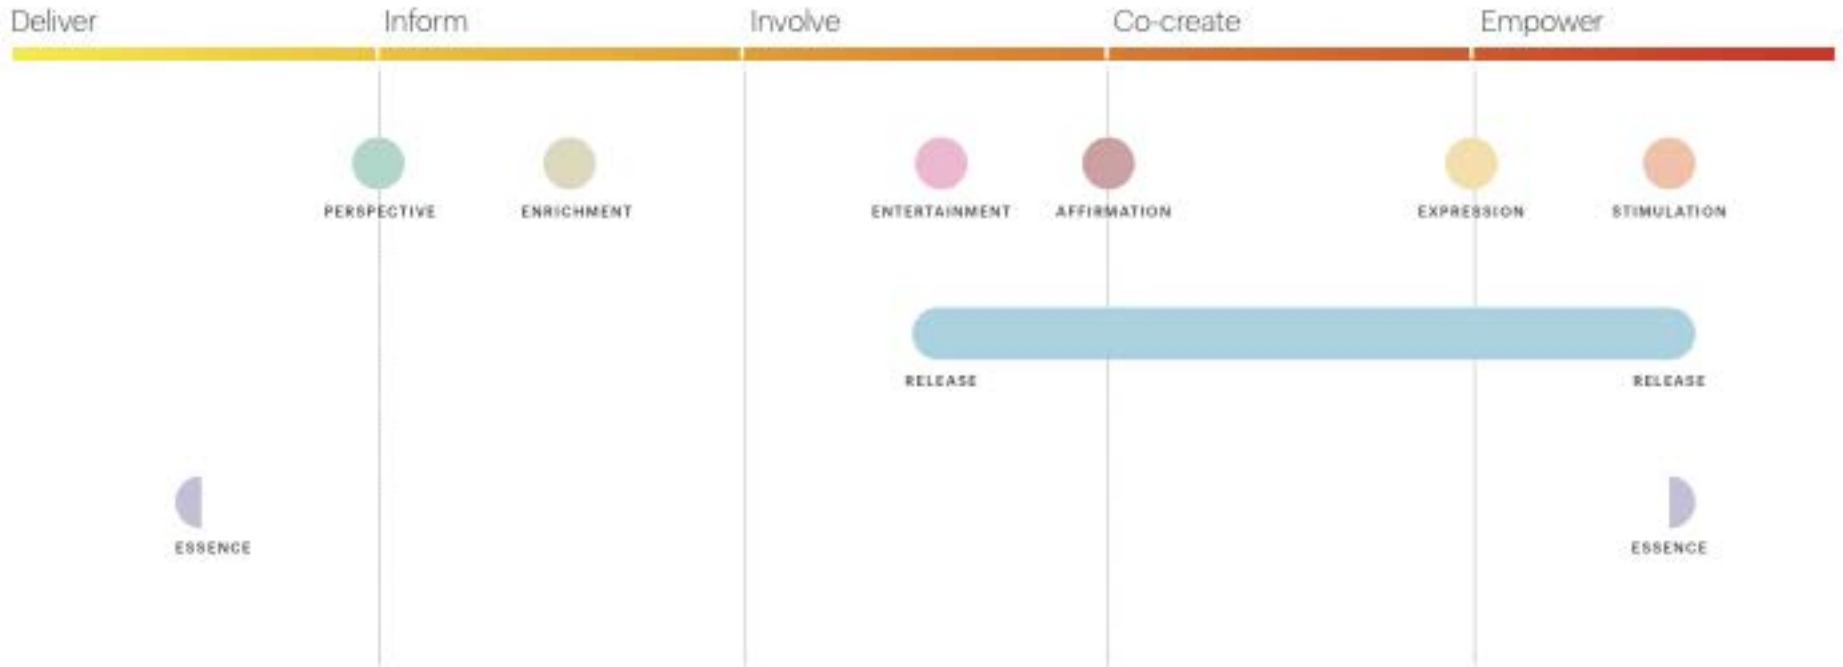 Deliver
Inform
Involve
Co-create
Empower
PERSPECTIVE
ENRICHMENT
ENTERTAINMENT
AFFIRMATION
EXPRESSION
STIMULATION
RELEASE
RELEASE
ESSENCE
ESSENCE